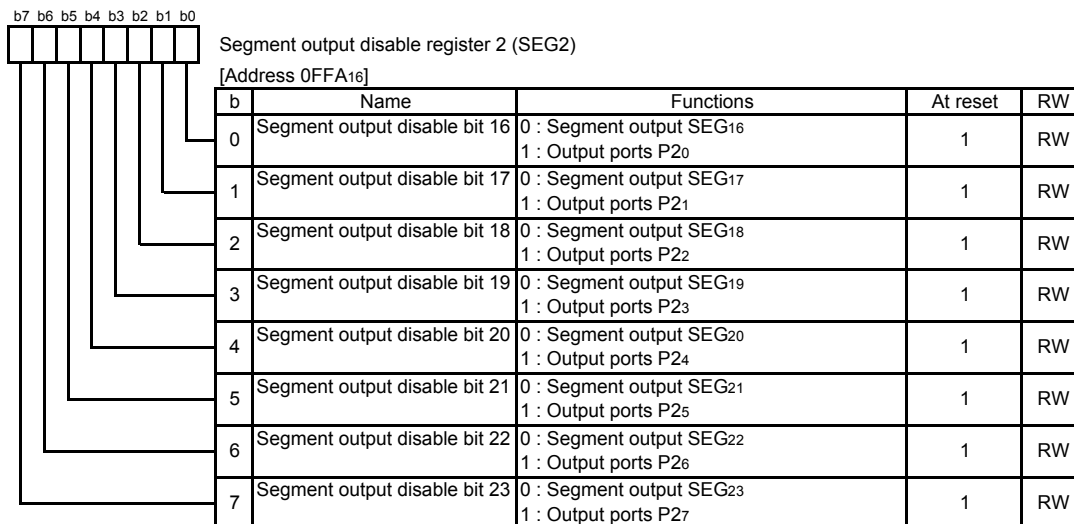 b7 b6 b5 b4 b3 b2 b1 b0
Segment output disable register 2 (SEG2)
[Address 0FFA16]
b Name Functions At reset RW
0 Segment output disable bit 16 0 : Segment output SEG16 1 RW
1 : Output ports P20
1 Segment output disable bit 17 0 : Segment output SEG17 1 RW
1 : Output ports P21
2 Segment output disable bit 18 0 : Segment output SEG18 1 RW
1 : Output ports P22
3 Segment output disable bit 19 0 : Segment output SEG19 1 RW
1 : Output ports P23
4 Segment output disable bit 20 0 : Segment output SEG20 1 RW
1 : Output ports P24
5 Segment output disable bit 21 0 : Segment output SEG21 1 RW
1 : Output ports P25
6 Segment output disable bit 22 0 : Segment output SEG22 1 RW
1 : Output ports P26
7 Segment output disable bit 23 0 : Segment output SEG23 1 RW
1 : Output ports P27